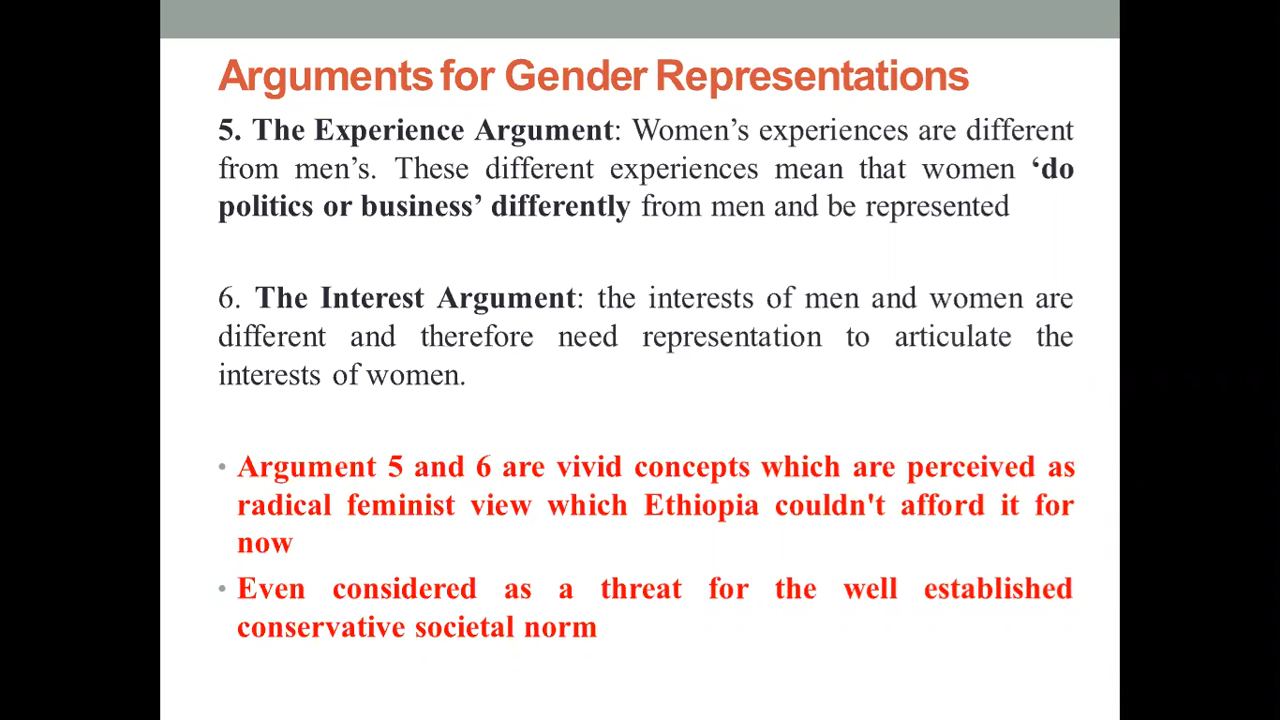 Arguments for Gender Representations
5. The Experience Argument: Women’s experiences are different
from men’s. These different experiences mean that women ‘do
politics or business’ differently from men and be represented
6. The Interest Argument: the interests of men and women are
different and therefore need representation to articulate the
interests of women.
• Argument 5 and 6 are vivid concepts which are perceived as
radical feminist view which Ethiopia couldn't afford it for
now
• Even considered as a threat for the well established
conservative societal norm